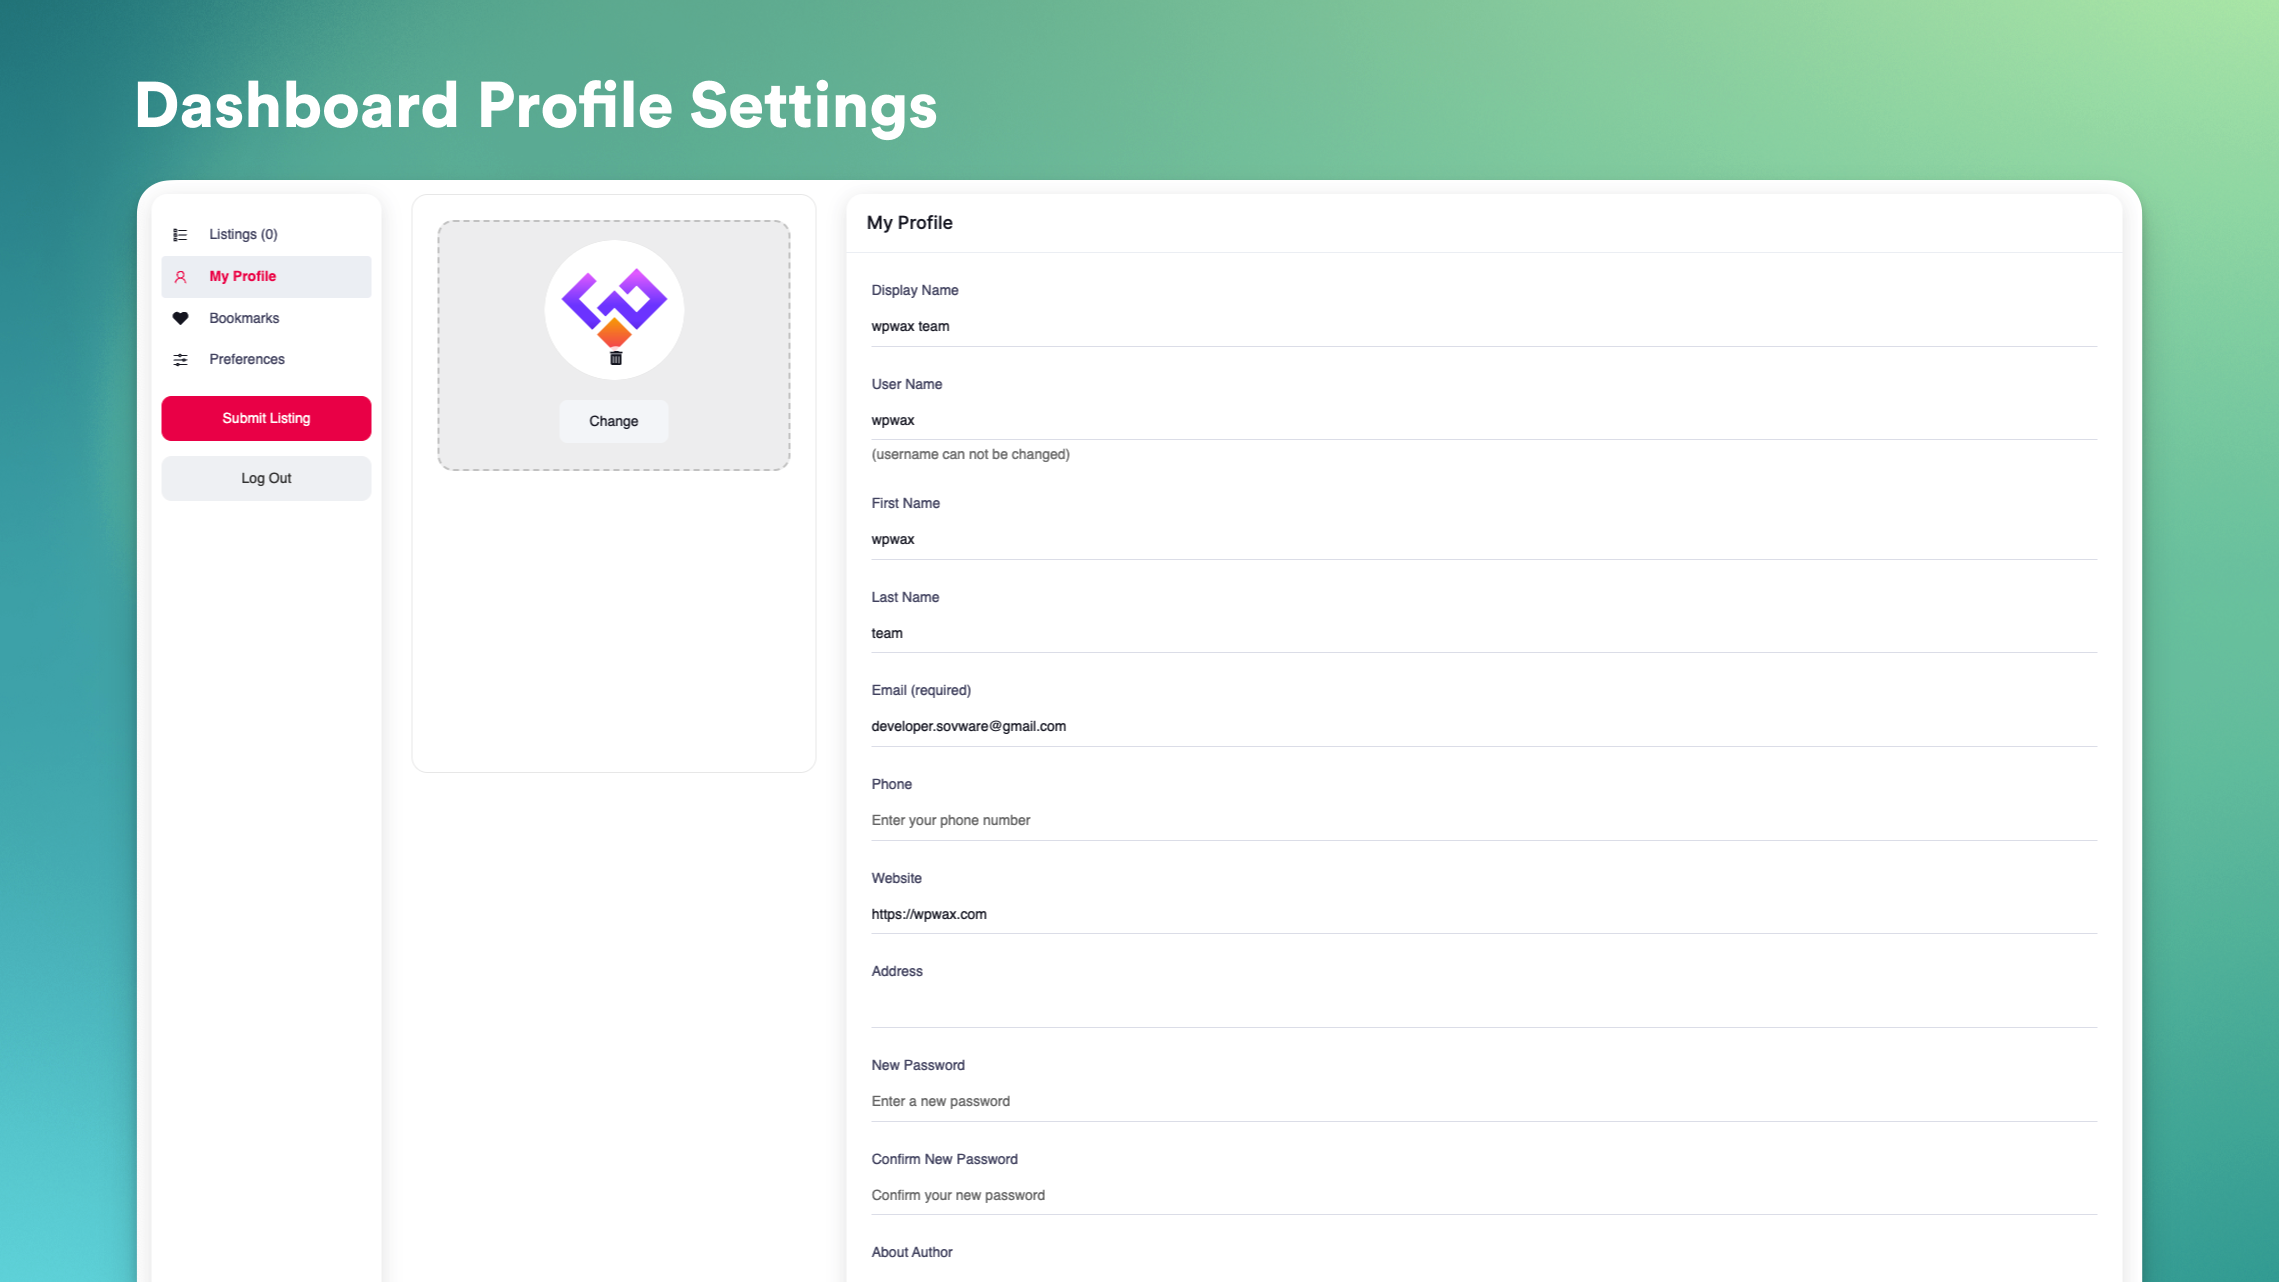 Dashboard Profile Settings
Listings (0)
My Profile
Bookmarks
Preferences
Submit Listing
Log Out
Change
My Profile
Display Name
wpwax team
User Name
wpwax
(username can not be changed)
First Name
wpwax
Last Name
team
Email (required)
developer.sovware@gmail.com
Phone
Enter your phone number
Website
https://wpwax.com
Address
New Password
Enter a new password
Confirm New Password
Confirm your new password
About Author